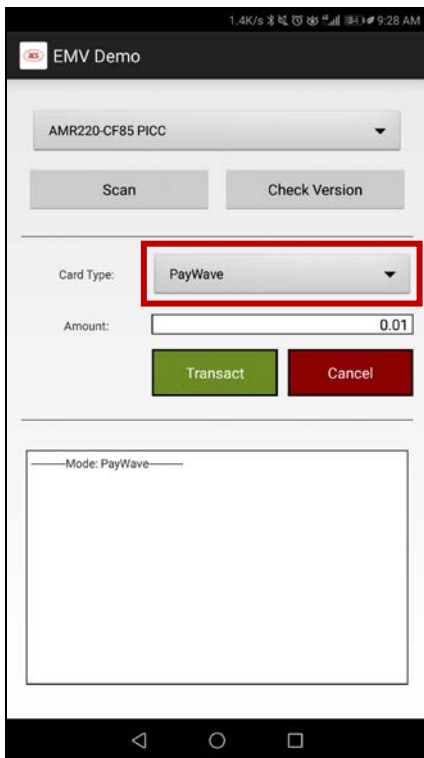 1.4K/s 9:28 AM
acs EMV Demo
AMR220-CF85 PICC
Scan Check Version
Card Type: PayWave
Amount: 0.01
Transact Cancel
----------Mode: PayWave----------